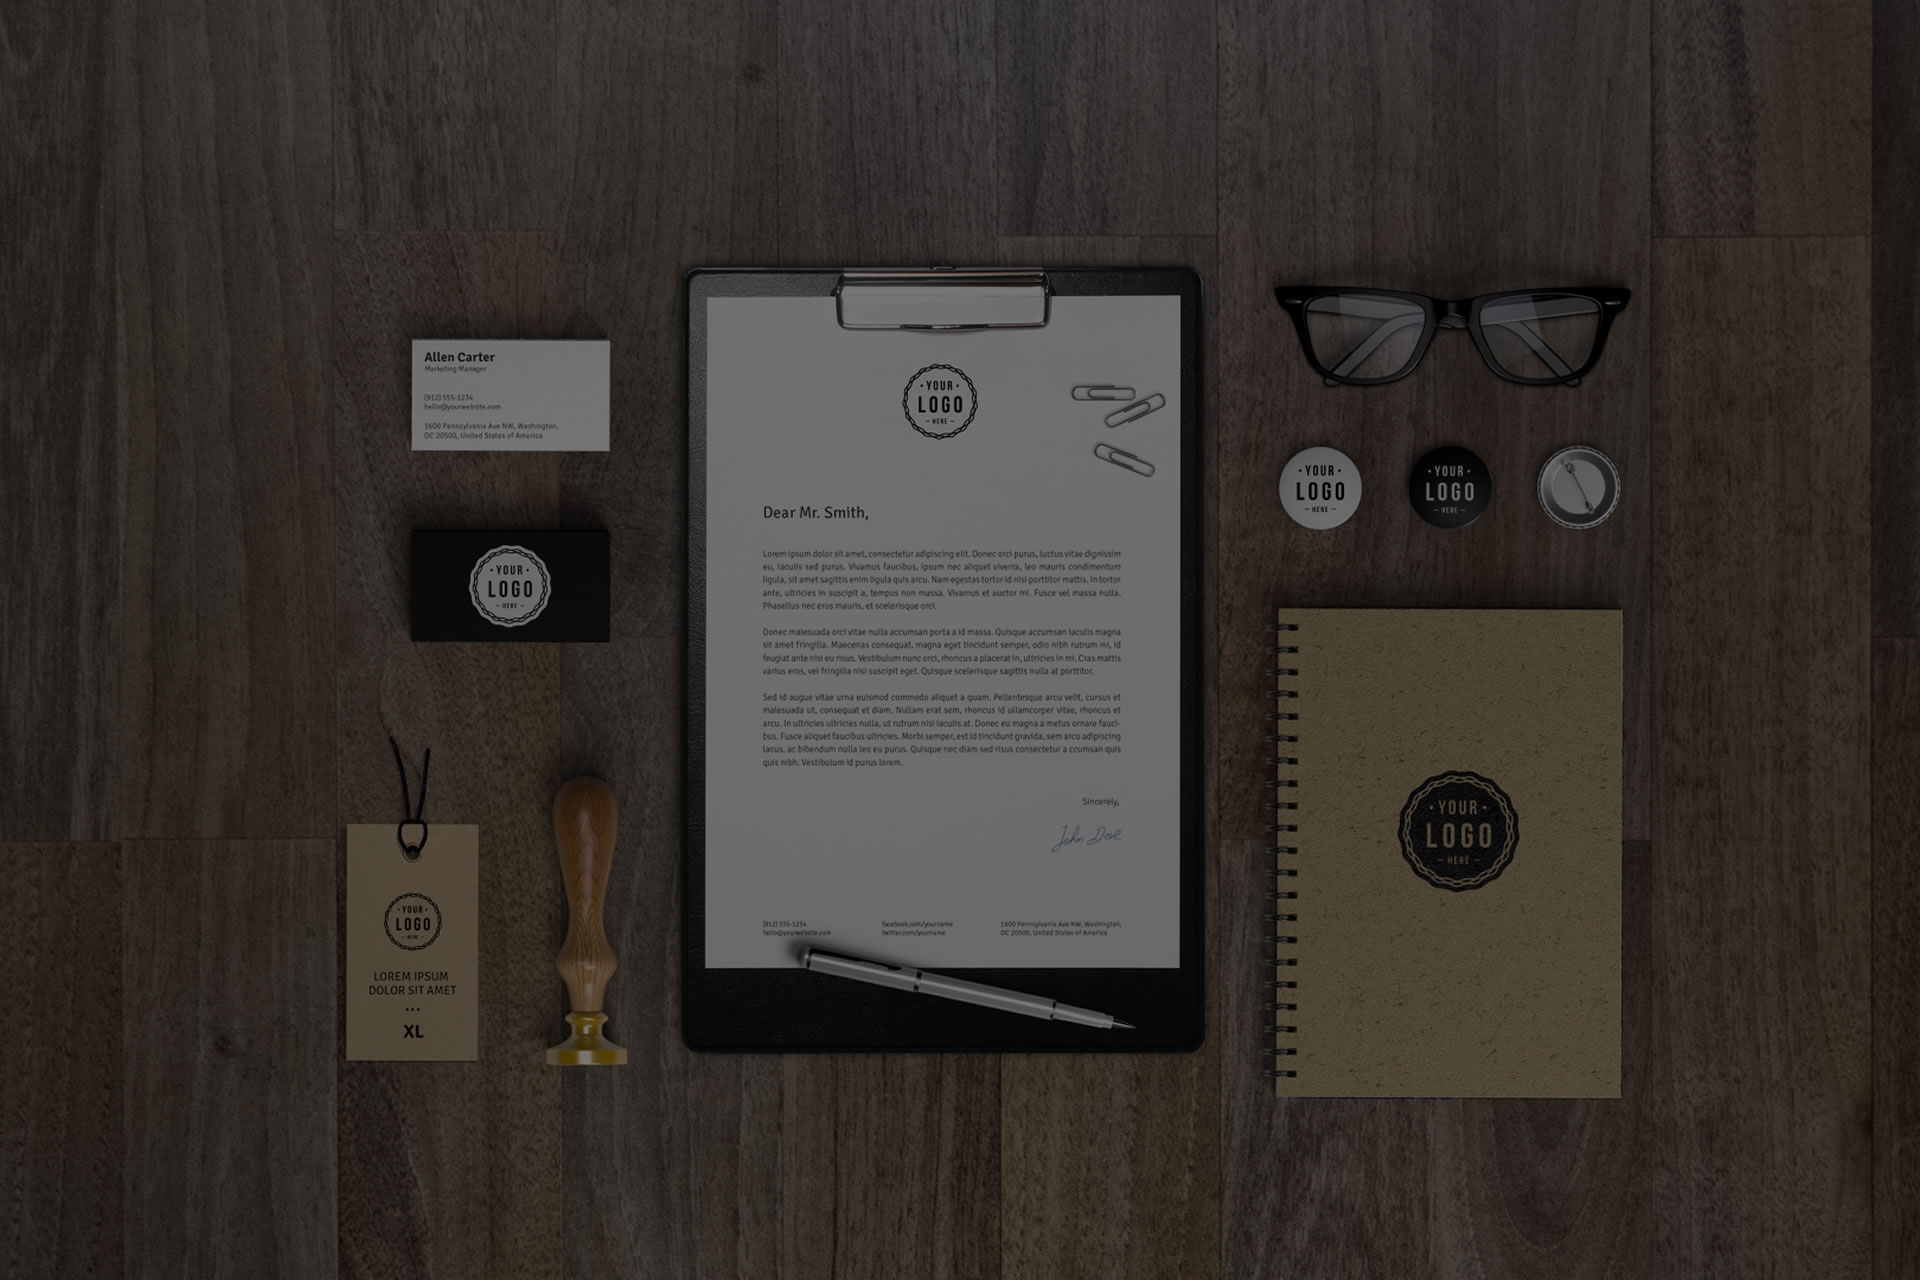 Allen Carter
Marketing Manager
(912) 555-1234
hello@yourwebsite.com
1600 Pennsylvania Ave NW, Washington,
DC 20500, United States of America
• YOUR •
LOGO
– HERE –
• YOUR •
LOGO
– HERE –
LOREM IPSUM
DOLOR SIT AMET
•••
XL
• YOUR •
LOGO
– HERE –
Dear Mr. Smith,
Lorem ipsum dolor sit amet, consectetur adipiscing elit. Donec orci purus, luctus vitae dignissim
eu, iaculis sed purus. Vivamus faucibus, ipsum nec aliquet viverra, leo mauris condimentum
ligula, sit amet sagittis enim ligula quis arcu. Nam egestas tortor id nisi porttitor mattis. In tortor
ante, ultricies in suscipit a, tempus non massa. Vivamus et auctor mi. Fusce vel massa nulla.
Phasellus nec eros mauris, et scelerisque orci.
Donec malesuada orci vitae nulla accumsan porta a id massa. Quisque accumsan iaculis magna
sit amet fringilla. Maecenas consequat, magna eget tincidunt semper, odio nibh rutrum mi, id
feugiat ante nisi eu risus. Vestibulum nunc orci, rhoncus a placerat in, ultricies in mi. Cras mattis
varius eros, vel fringilla nisi suscipit eget. Quisque scelerisque sagittis nulla at porttitor.
Sed id augue vitae urna euismod commodo aliquet a quam. Pellentesque arcu velit, cursus et
malesuada ut, consequat et diam. Nullam erat sem, rhoncus id ullamcorper vitae, rhoncus et
arcu. In ultricies ultricies nulla, ut rutrum nisi iaculis at. Donec eu magna a metus ornare fauci-
bus. Fusce aliquet faucibus ultricies. Morbi semper, est id tincidunt gravida, sem arcu adipiscing
lacus, ac bibendum nulla leo eu purus. Quisque nec diam sed risus consectetur a ccumsan quis
quis nibh. Vestibulum id purus lorem.
Sincerely,
John Doe
(912) 555-1234
hello@yourwebsite.com
facebook.com/yourname
twitter.com/yourname
1600 Pennsylvania Ave NW, Washington,
DC 20500, United States of America
• YOUR •
LOGO
– HERE –
• YOUR •
LOGO
– HERE –
• YOUR •
LOGO
– HERE –